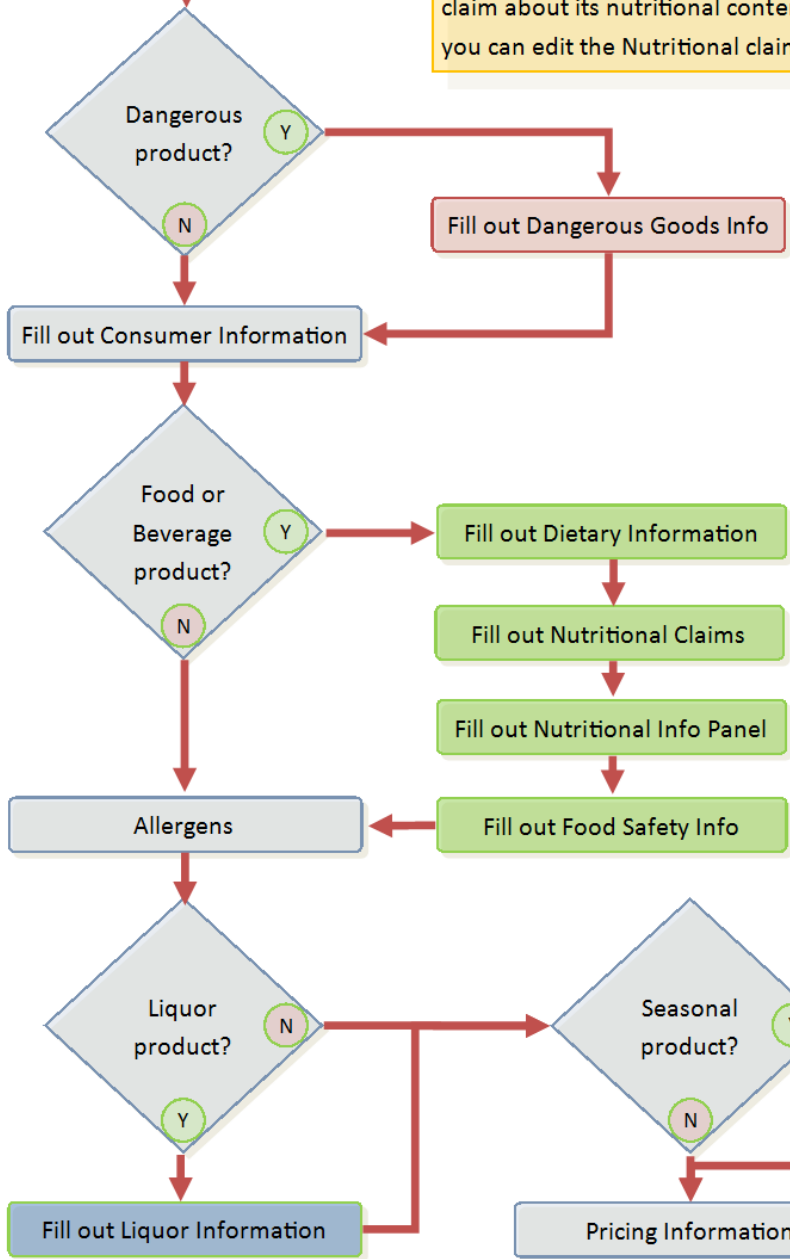 claim about its nutritional
you can edit the Nutritional
Dangerous
product?
Y
N
Fill out Dangerous Goods Info
Fill out Consumer Information
Food or
Beverage
product?
Y
N
Fill out Dietary Information
Fill out Nutritional Claims
Fill out Nutritional Info Panel
Fill out Food Safety Info
Allergens
Liquor
product?
N
Y
Seasonal
product?
N
Fill out Liquor Information
Pricing Information